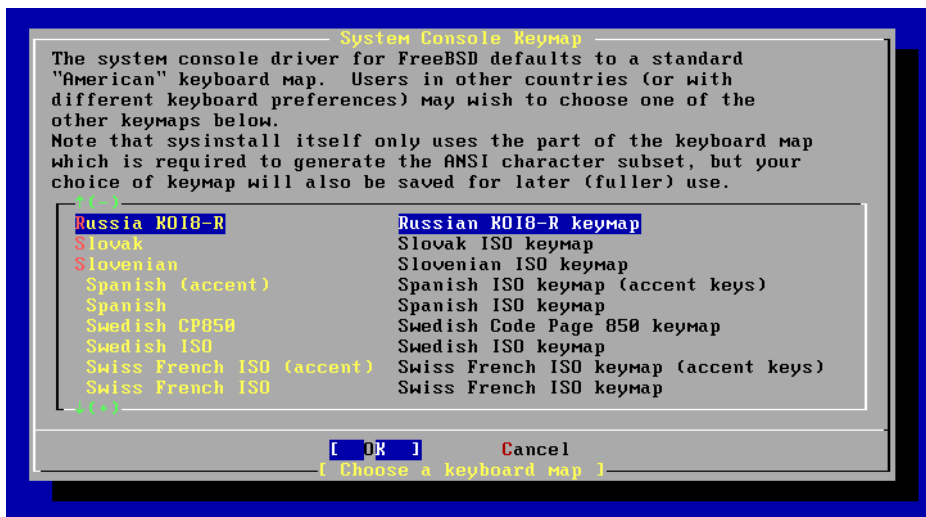 System Console Keymap
The system console driver for FreeBSD defaults to a standard
"American" keyboard map.  Users in other countries (or with
different keyboard preferences) may wish to choose one of the
other keymaps below.
Note that sysinstall itself only uses the part of the keyboard map
which is required to generate the ANSI character subset, but your
choice of keymap will also be saved for later (fuller) use.
↑(-)
Russia KOI8-R Russian KOI8-R keymap
Slovak Slovak ISO keymap
Slovenian Slovenian ISO keymap
Spanish (accent) Spanish ISO keymap (accent keys)
Spanish Spanish ISO keymap
Swedish CP850 Swedish Code Page 850 keymap
Swedish ISO Swedish ISO keymap
Swiss French ISO (accent) Swiss French ISO keymap (accent keys)
Swiss French ISO Swiss French ISO keymap
↓(+)
[ OK ] Cancel
[ Choose a keyboard map ]